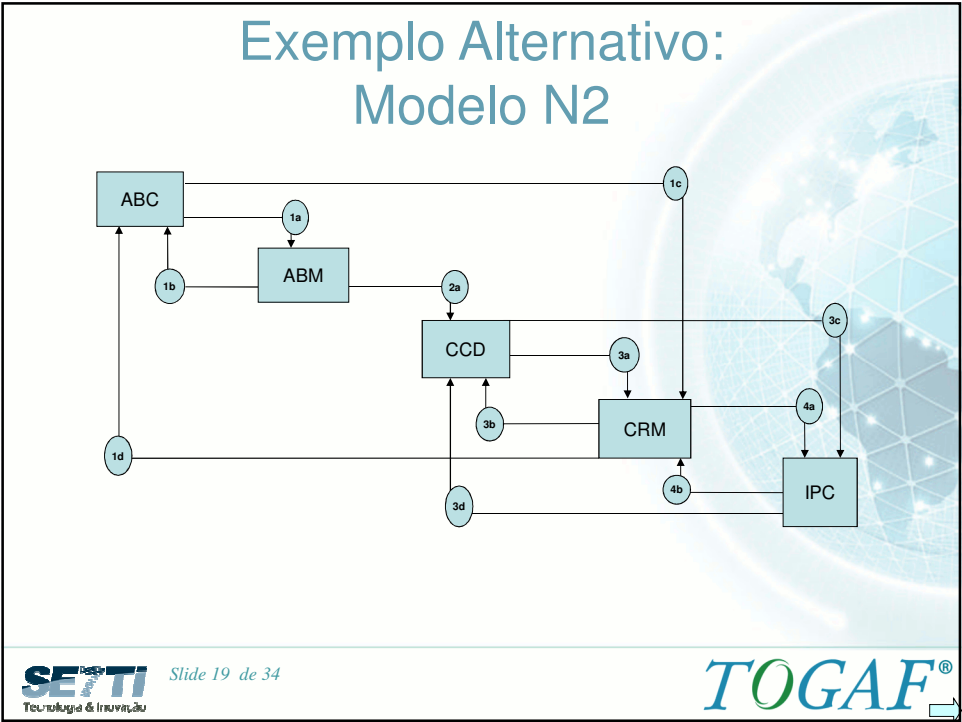 Exemplo Alternativo:
Modelo N2
ABC
1c
1a
ABM
1b
2a
3c
CCD
3a
4a
3b
CRM
1d
4b
IPC
3d
SE7TI
Tecnologia & Inovação
Slide 19 de 34
TOGAF®